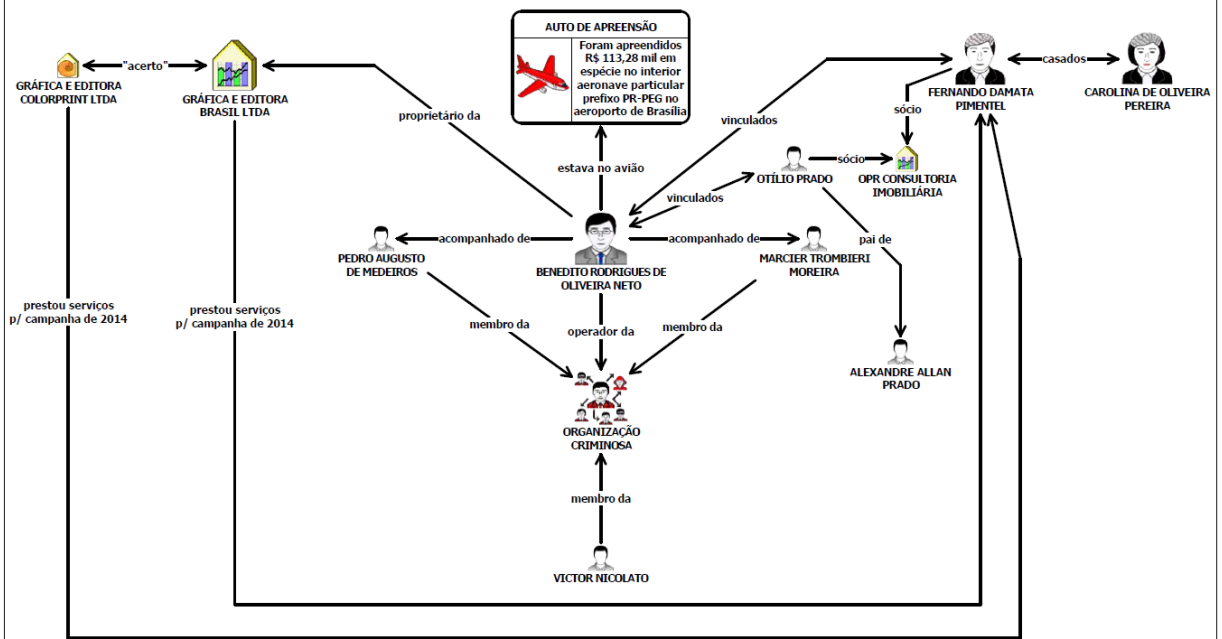 AUTO DE APREENSÃO
Foram apreendidos
R$ 113,28 mil em
espécie no interior
aeronave particular
prefixo PR-PEG no
aeroporto de Brasília
"acerto"
GRÁFICA E EDITORA
COLORPRINT LTDA
GRÁFICA E EDITORA
BRASIL LTDA
casados
FERNANDO DAMATA
PIMENTEL
CAROLINA DE OLIVEIRA
PEREIRA
proprietário da
vinculados
sócio
estava no avião
sócio
OTÍLIO PRADO
OPR CONSULTORIA
IMOBILIÁRIA
vinculados
acompanhado de
acompanhado de
pai de
PEDRO AUGUSTO
DE MEDEIROS
BENEDITO RODRIGUES DE
OLIVEIRA NETO
MARCIER TROMBIERI
MOREIRA
prestou serviços
p/ campanha de 2014
prestou serviços
p/ campanha de 2014
membro da
operador da
membro da
ALEXANDRE ALLAN
PRADO
ORGANIZAÇÃO
CRIMINOSA
membro da
VICTOR NICOLATO